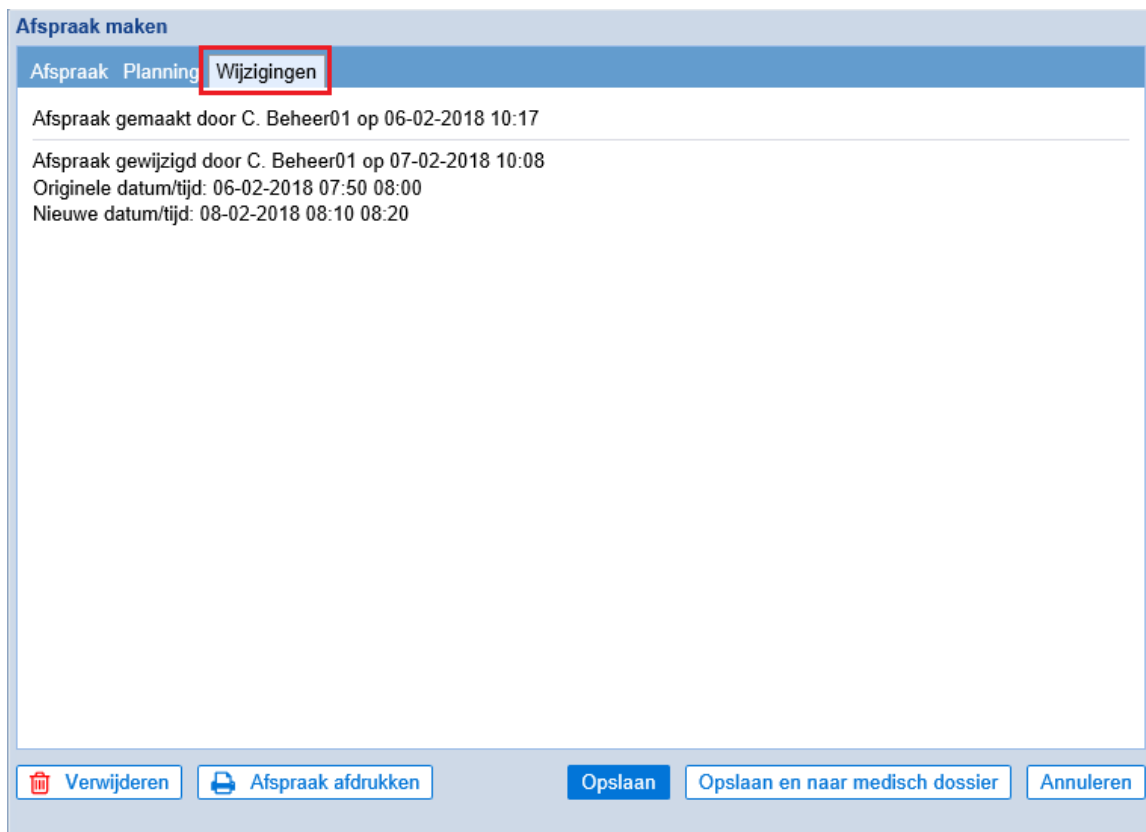 Afspraak maken
Afspraak Planning Wijzigingen
Afspraak gemaakt door C. Beheer01 op 06-02-2018 10:17
Afspraak gewijzigd door C. Beheer01 op 07-02-2018 10:08
Originele datum/tijd: 06-02-2018 07:50 08:00
Nieuwe datum/tijd: 08-02-2018 08:10 08:20
Verwijderen Afspraak afdrukken Opslaan Opslaan en naar medisch dossier Annuleren